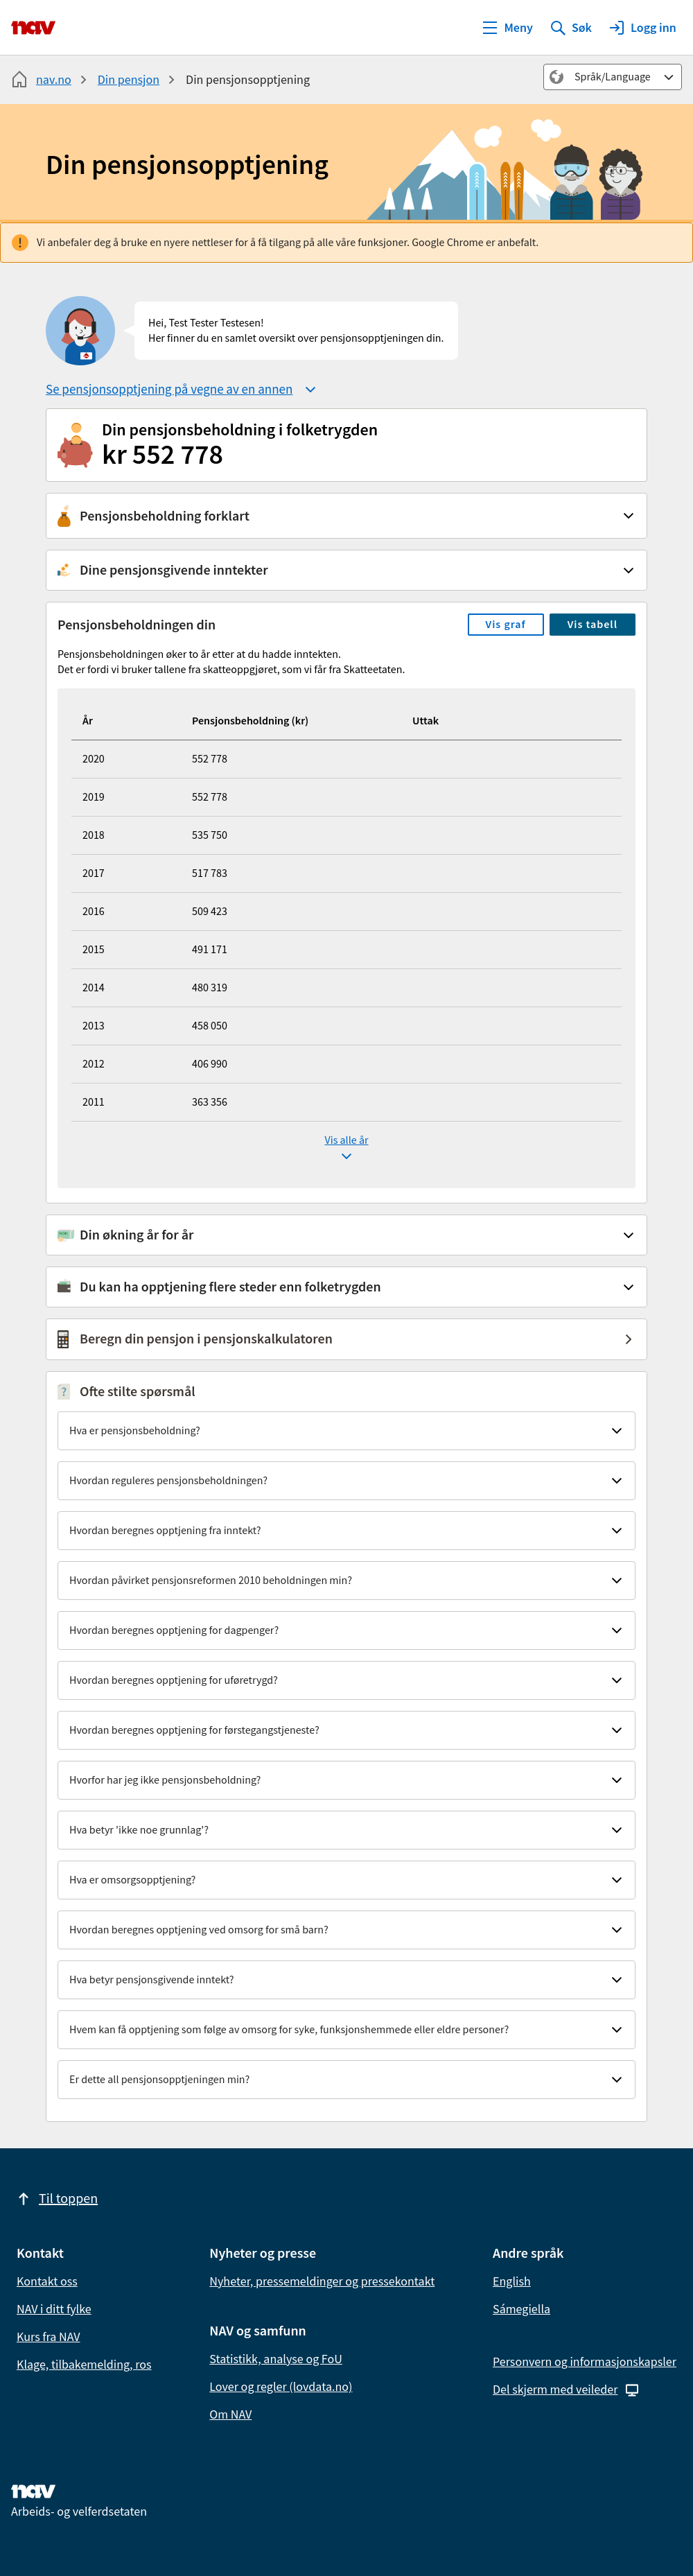 nav
Meny
Søk
Logg inn
nav.no
Din pensjon
Din pensjonsopptjening
Språk/Language
Din pensjonsopptjening
Vi anbefaler deg å bruke en nyere nettleser for å få tilgang på alle våre funksjoner. Google Chrome er anbefalt.
Hei, Test Tester Testesen!
Her finner du en samlet oversikt over pensjonsopptjeningen din.
Se pensjonsopptjening på vegne av en annen
Din pensjonsbeholdning i folketrygden
kr 552 778
Pensjonsbeholdning forklart
Dine pensjonsgivende inntekter
Pensjonsbeholdningen din
Vis graf
Vis tabell
Pensjonsbeholdningen øker to år etter at du hadde inntekten.
Det er fordi vi bruker tallene fra skatteoppgjøret, som vi får fra Skatteetaten.
År Pensjonsbeholdning (kr) Uttak
2020 552 778
2019 552 778
2018 535 750
2017 517 783
2016 509 423
2015 491 171
2014 480 319
2013 458 050
2012 406 990
2011 363 356
Vis alle år
Din økning år for år
Du kan ha opptjening flere steder enn folketrygden
Beregn din pensjon i pensjonskalkulatoren
Ofte stilte spørsmål
Hva er pensjonsbeholdning?
Hvordan reguleres pensjonsbeholdningen?
Hvordan beregnes opptjening fra inntekt?
Hvordan påvirket pensjonsreformen 2010 beholdningen min?
Hvordan beregnes opptjening for dagpenger?
Hvordan beregnes opptjening for uføretrygd?
Hvordan beregnes opptjening for førstegangstjeneste?
Hvorfor har jeg ikke pensjonsbeholdning?
Hva betyr 'ikke noe grunnlag'?
Hva er omsorgsopptjening?
Hvordan beregnes opptjening ved omsorg for små barn?
Hva betyr pensjonsgivende inntekt?
Hvem kan få opptjening som følge av omsorg for syke, funksjonshemmede eller eldre personer?
Er dette all pensjonsopptjeningen min?
Til toppen
Kontakt
Kontakt oss
NAV i ditt fylke
Kurs fra NAV
Klage, tilbakemelding, ros
Nyheter og presse
Nyheter, pressemeldinger og pressekontakt
NAV og samfunn
Statistikk, analyse og FoU
Lover og regler (lovdata.no)
Om NAV
Andre språk
English
Sámegiella
Personvern og informasjonskapsler
Del skjerm med veileder
nav
Arbeids- og velferdsetaten